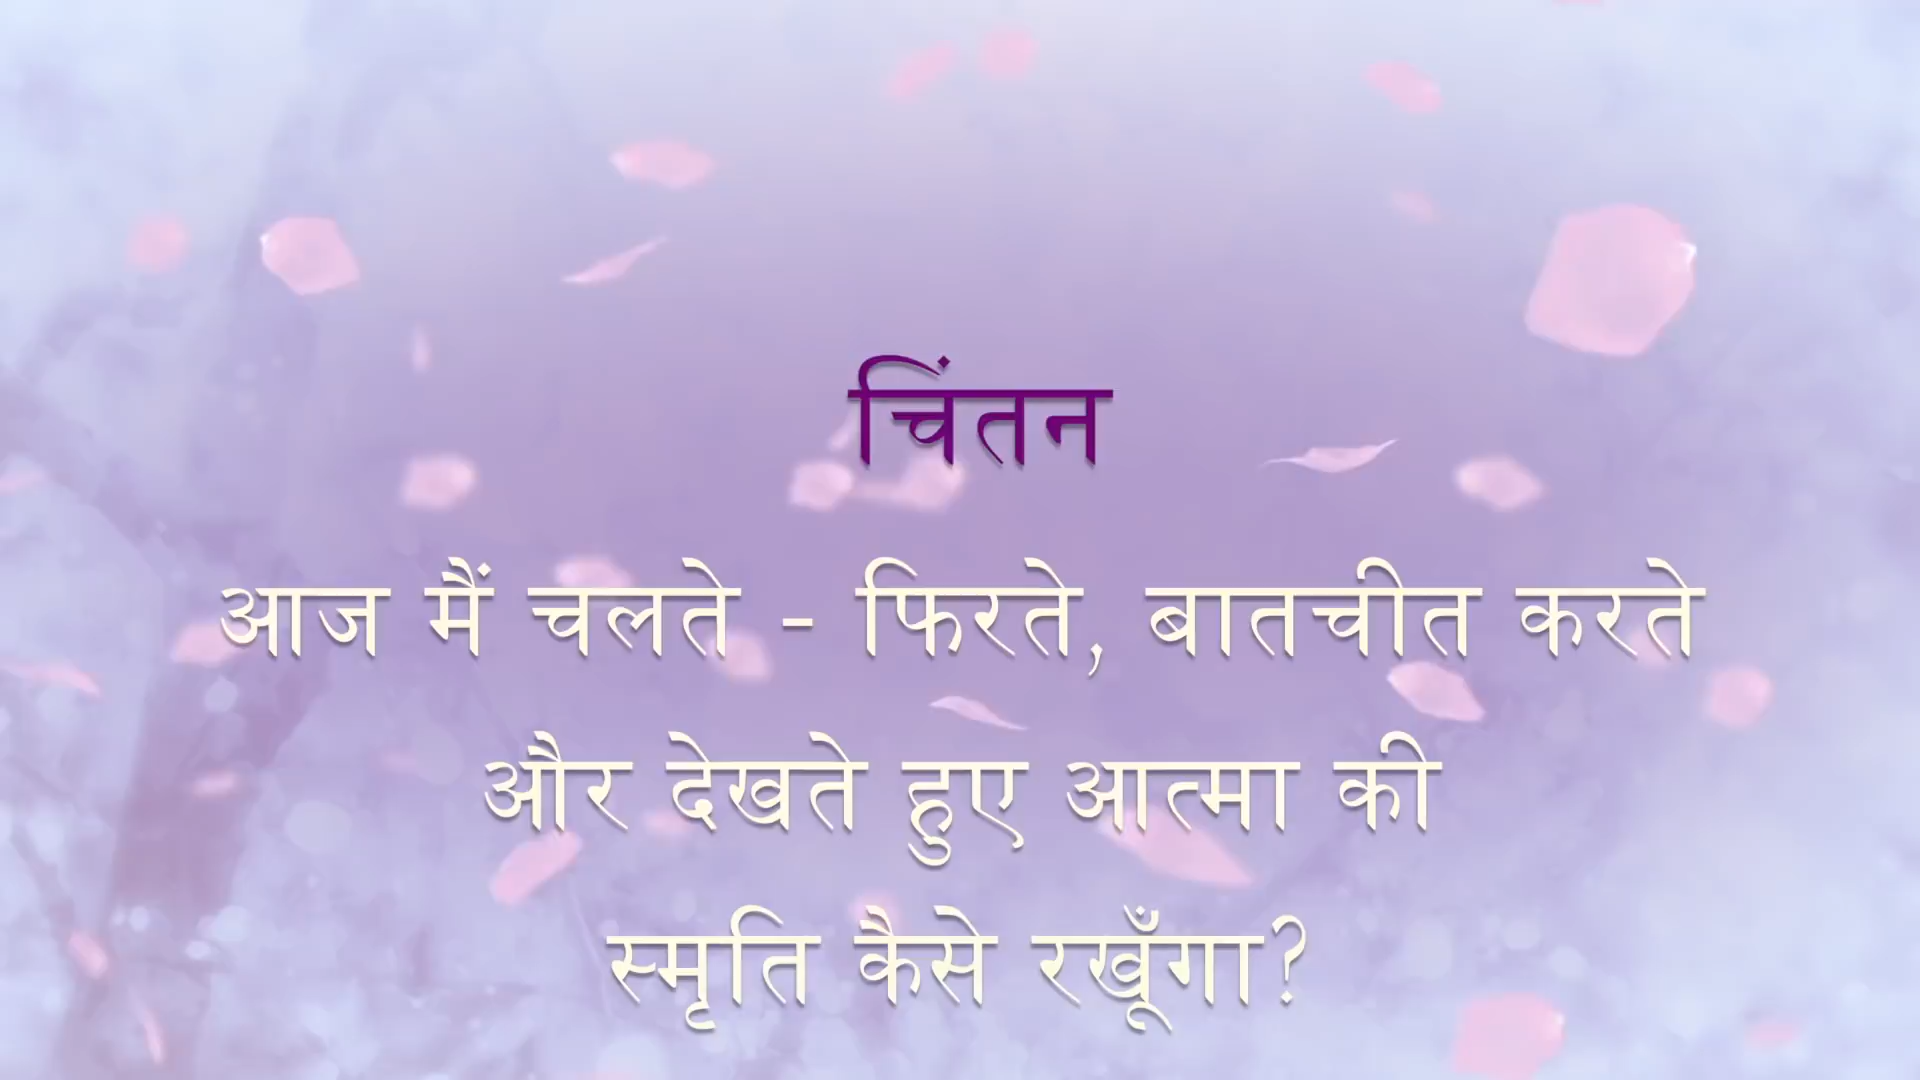 चिंतन
आज मैं चलते - फिरते, बातचीत करते
और देखते हुए आत्मा की
स्मृति कैसे रखूँगा?